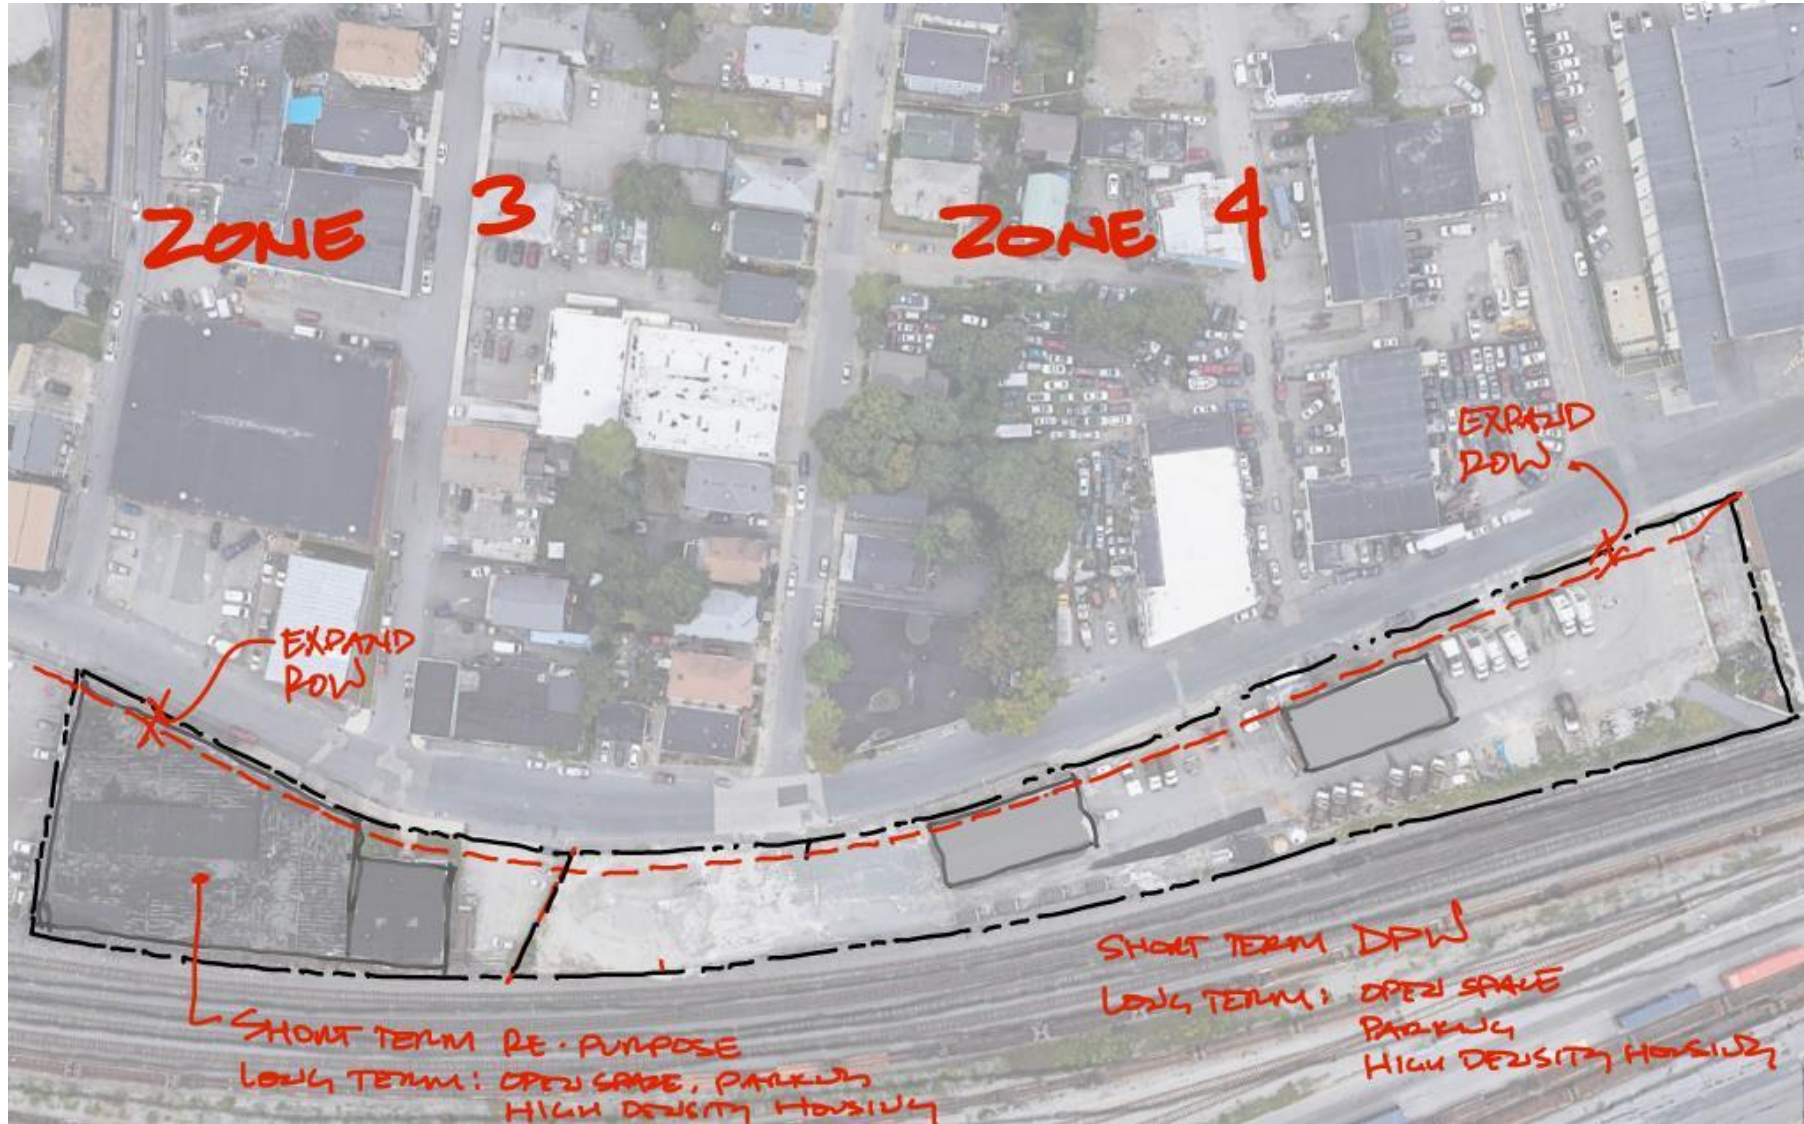 ZONE 3
ZONE 4
EXPAND
ROW
EXPAND
ROW
SHORT TERM DPW
LONG TERM: OPEN SPACE
PARKING
HIGH DENSITY HOUSING
SHORT TERM RE-PURPOSE
LONG TERM: OPEN SPACE, PARKING
HIGH DENSITY HOUSING